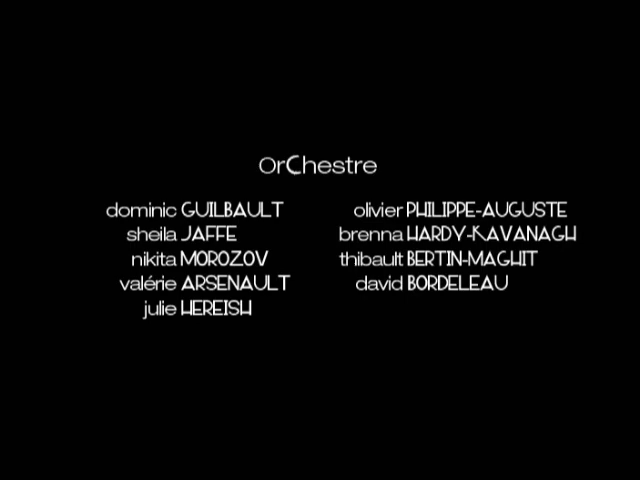 OrChestre
dominic GUILBAULT
sheila JAFFE
nikita MOROZOV
valérie ARSENAULT
julie HEREISH
olivier PHILIPPE-AUGUSTE
brenna HARDY-KAVANAGH
thibault BERTIN-MAGHIT
david BORDELEAU